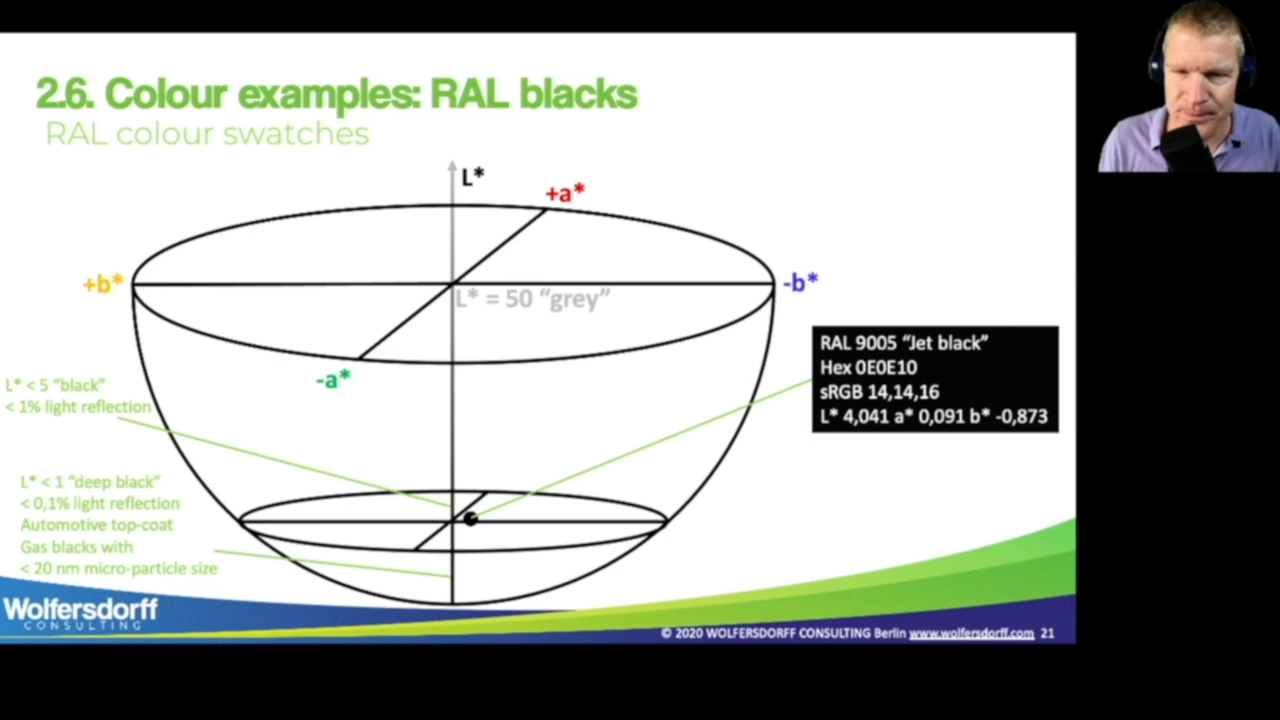 2.6. Colour examples: RAL blacks
RAL colour swatches
L*
+a*
+b*
-b*
L* = 50 “grey”
-a*
RAL 9005 “Jet black”
Hex 0E0E10
sRGB 14,14,16
L* 4,041 a* 0,091 b* -0,873
L* < 5 “black”
< 1% light reflection
L* < 1 “deep black”
< 0,1% light reflection
Automotive top-coat
Gas blacks with
< 20 nm micro-particle size
Wolfersdorff
CONSULTING
© 2020 WOLFERSDORFF CONSULTING Berlin www.wolfersdorff.com 21